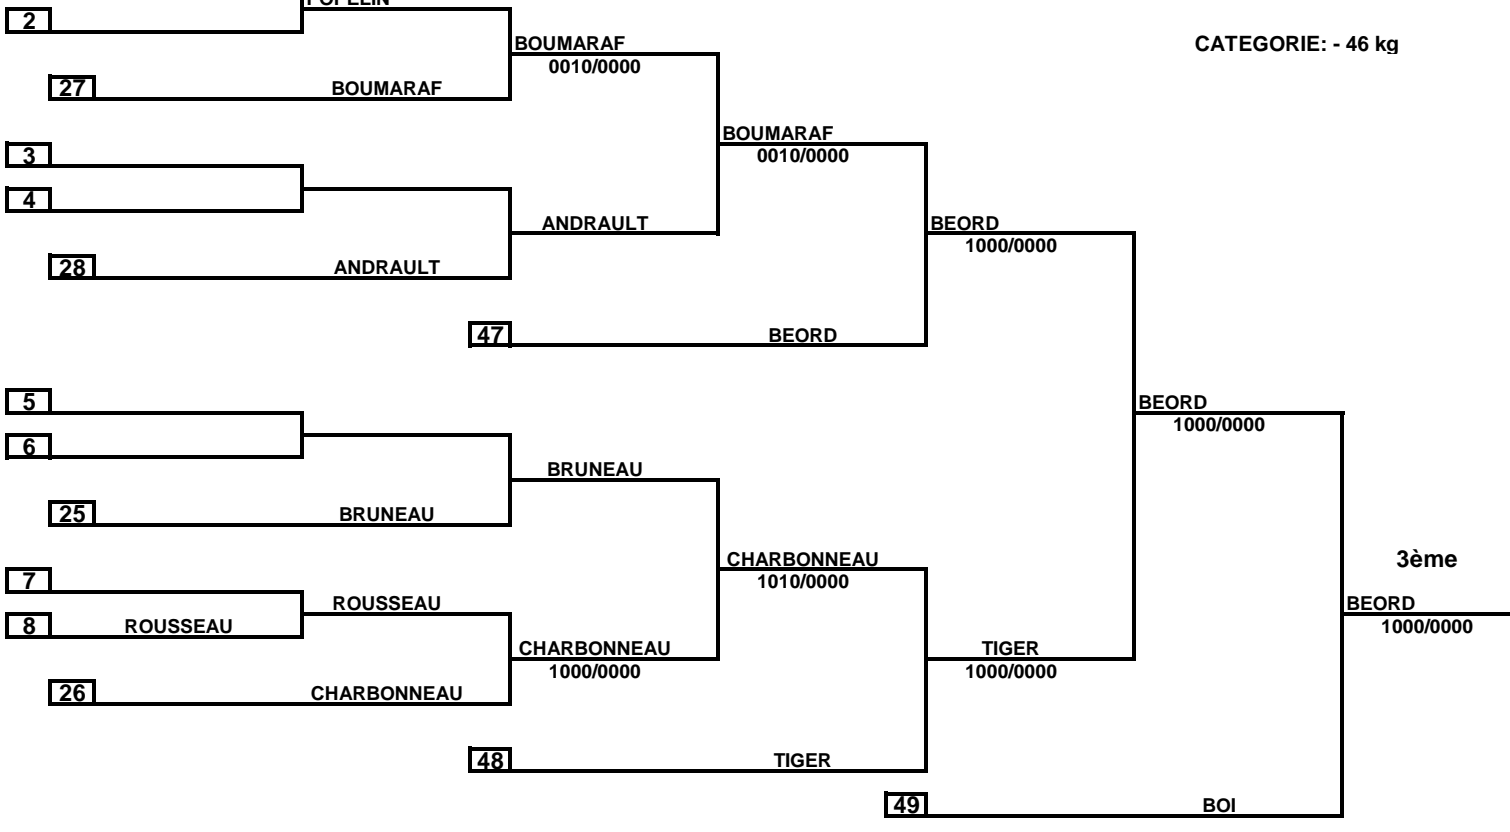 POPELIN
2
BOUMARAF
CATEGORIE: - 46 kg
0010/0000
27
BOUMARAF
BOUMARAF
3
0010/0000
4
ANDRAULT
BEORD
1000/0000
28
ANDRAULT
47
BEORD
5
BEORD
1000/0000
6
BRUNEAU
25
BRUNEAU
CHARBONNEAU
3ème
7
1010/0000
ROUSSEAU
BEORD
8
ROUSSEAU
1000/0000
CHARBONNEAU
TIGER
1000/0000
1000/0000
26
CHARBONNEAU
48
TIGER
49
BOI